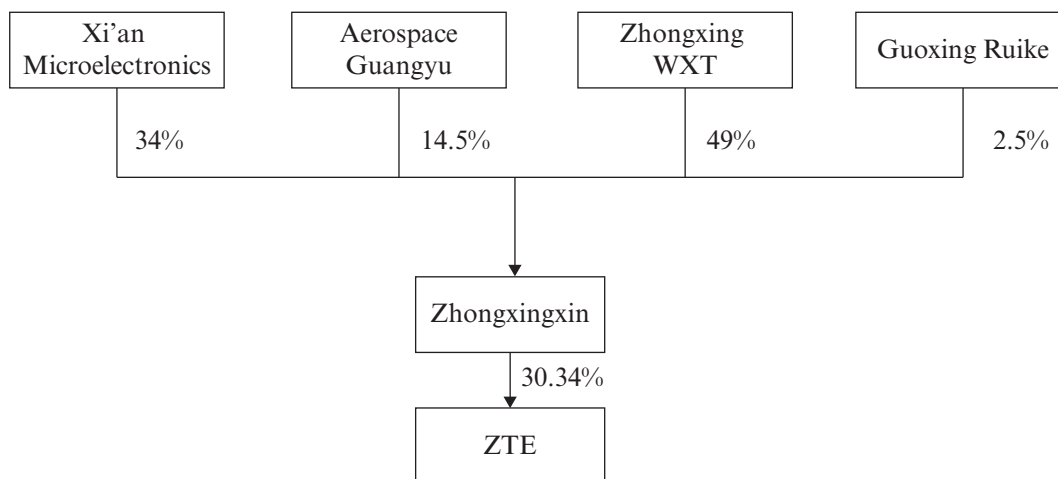 Xi’an
Microelectronics
Aerospace
Guangyu
Zhongxing
WXT
Guoxing Ruike
34%
14.5%
49%
2.5%
Zhongxingxin
30.34%
ZTE